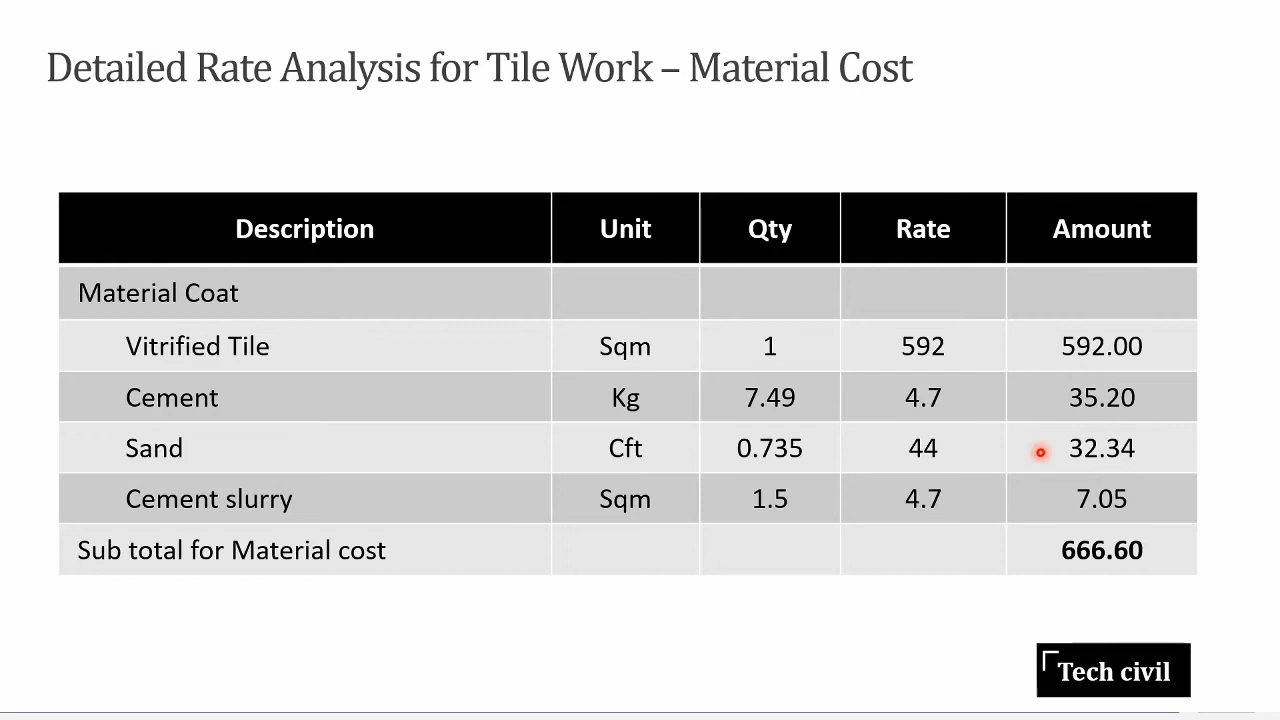 Detailed Rate Analysis for Tile Work – Material Cost
Description Unit Qty Rate Amount
Material Coat
Vitrified Tile Sqm 1 592 592.00
Cement Kg 7.49 4.7 35.20
Sand Cft 0.735 44 32.34
Cement slurry Sqm 1.5 4.7 7.05
Sub total for Material cost 666.60
Tech civil